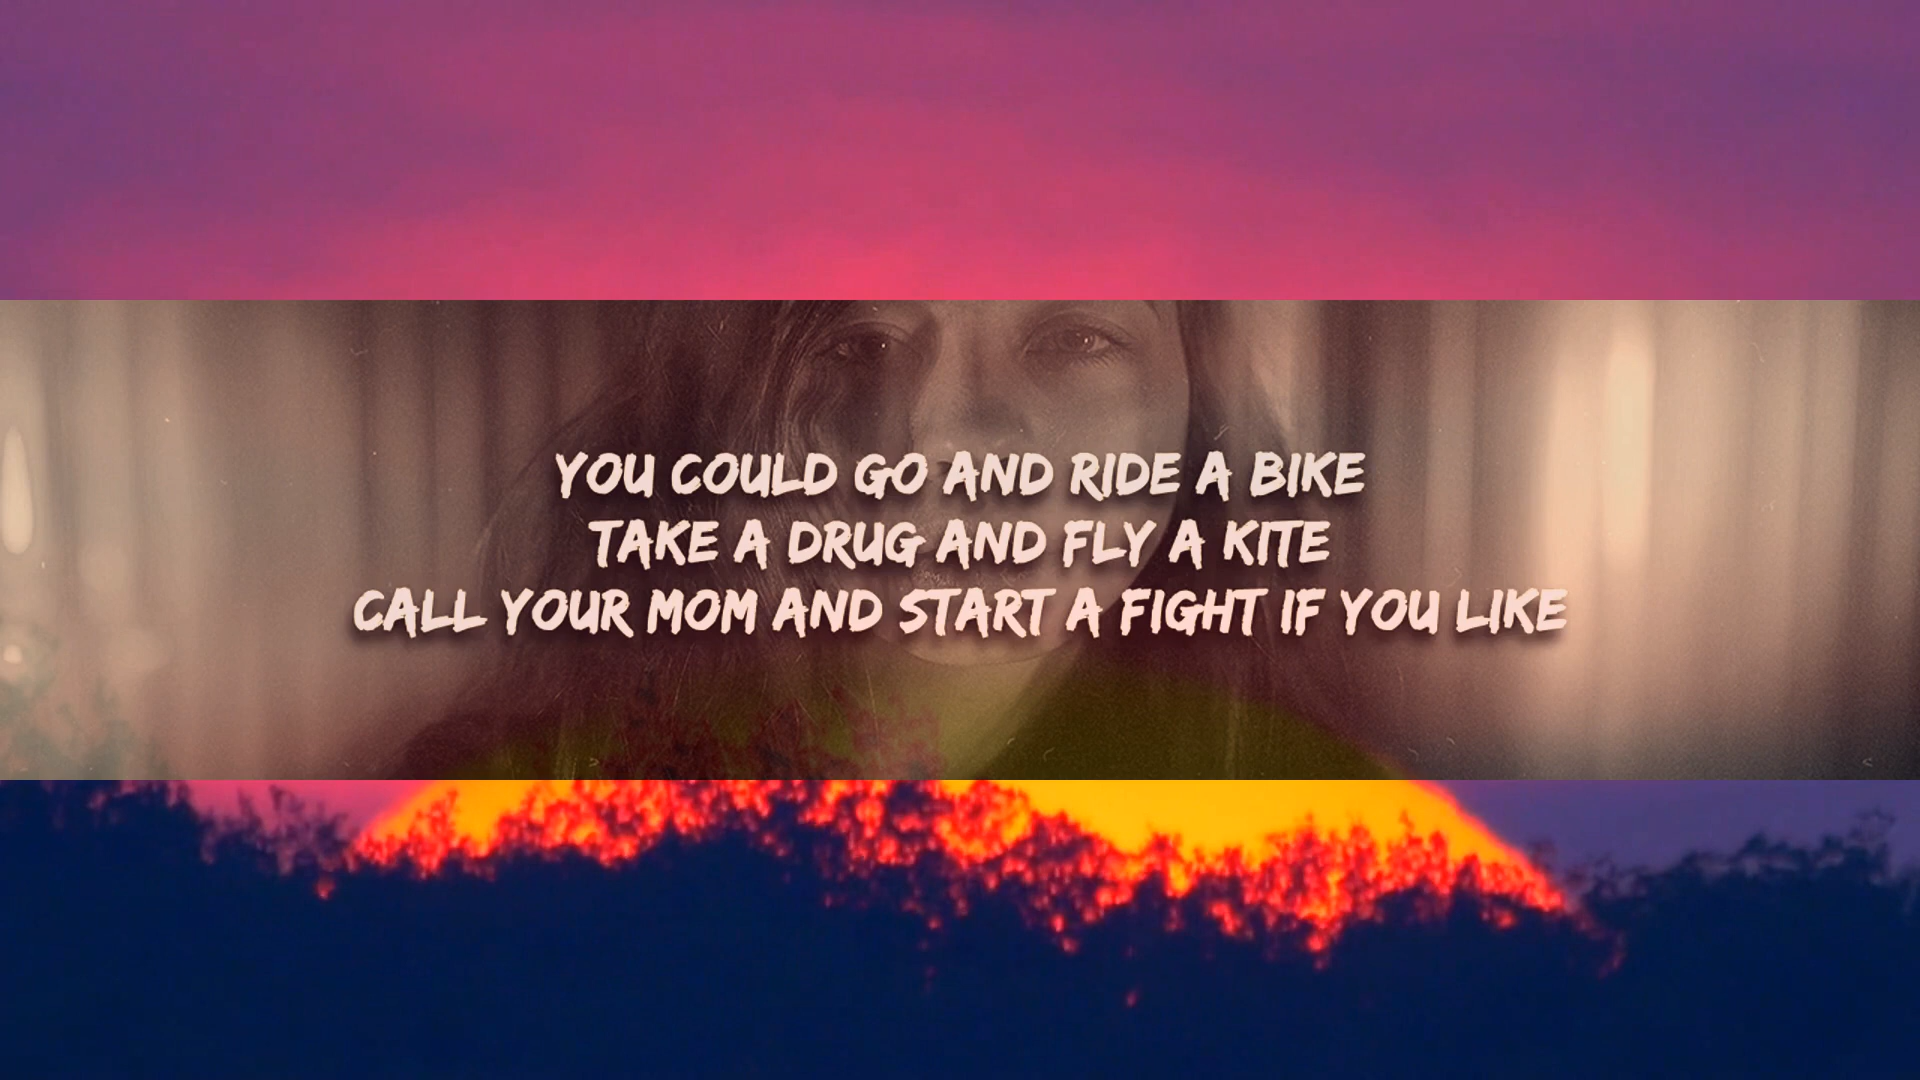 YOU COULD GO AND RIDE A BIKE
TAKE A DRUG AND FLY A KITE
CALL YOUR MOM AND START A FIGHT IF YOU LIKE